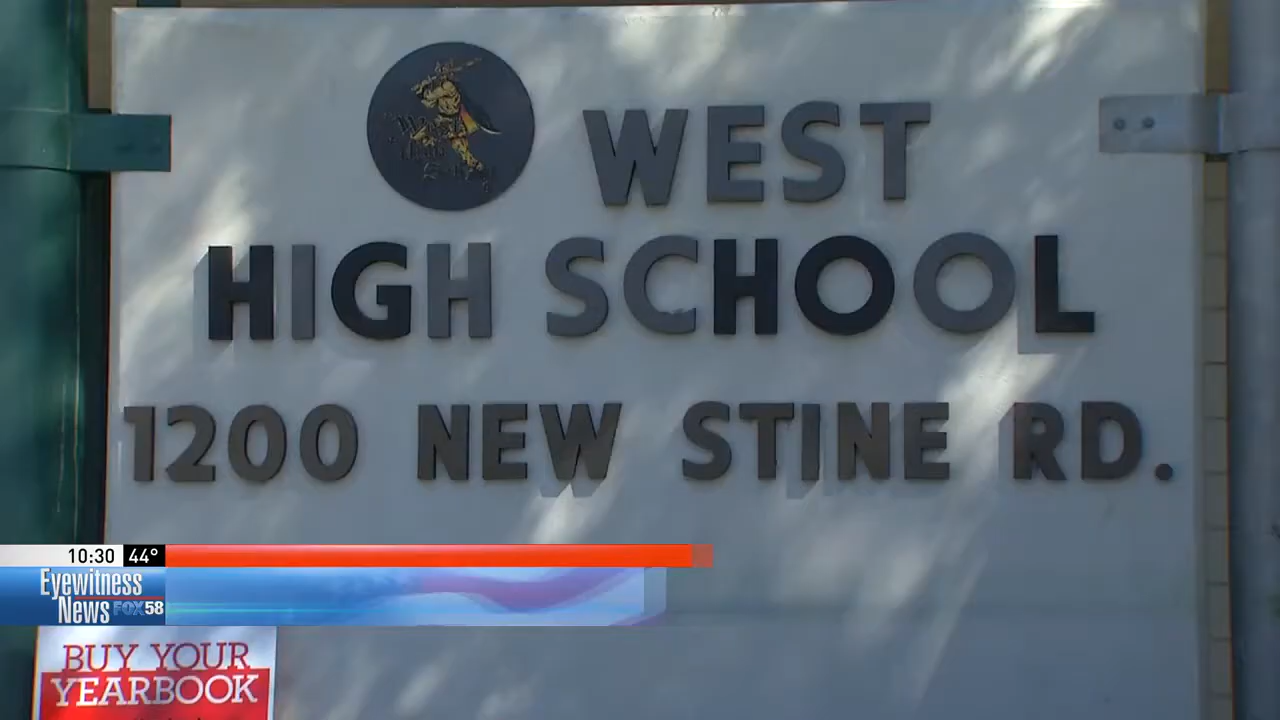 WEST
HIGH SCHOOL
1200 NEW STINE RD.
10:30 44°
Eyewitness
News FOX58
BUY YOUR
YEARBOOK